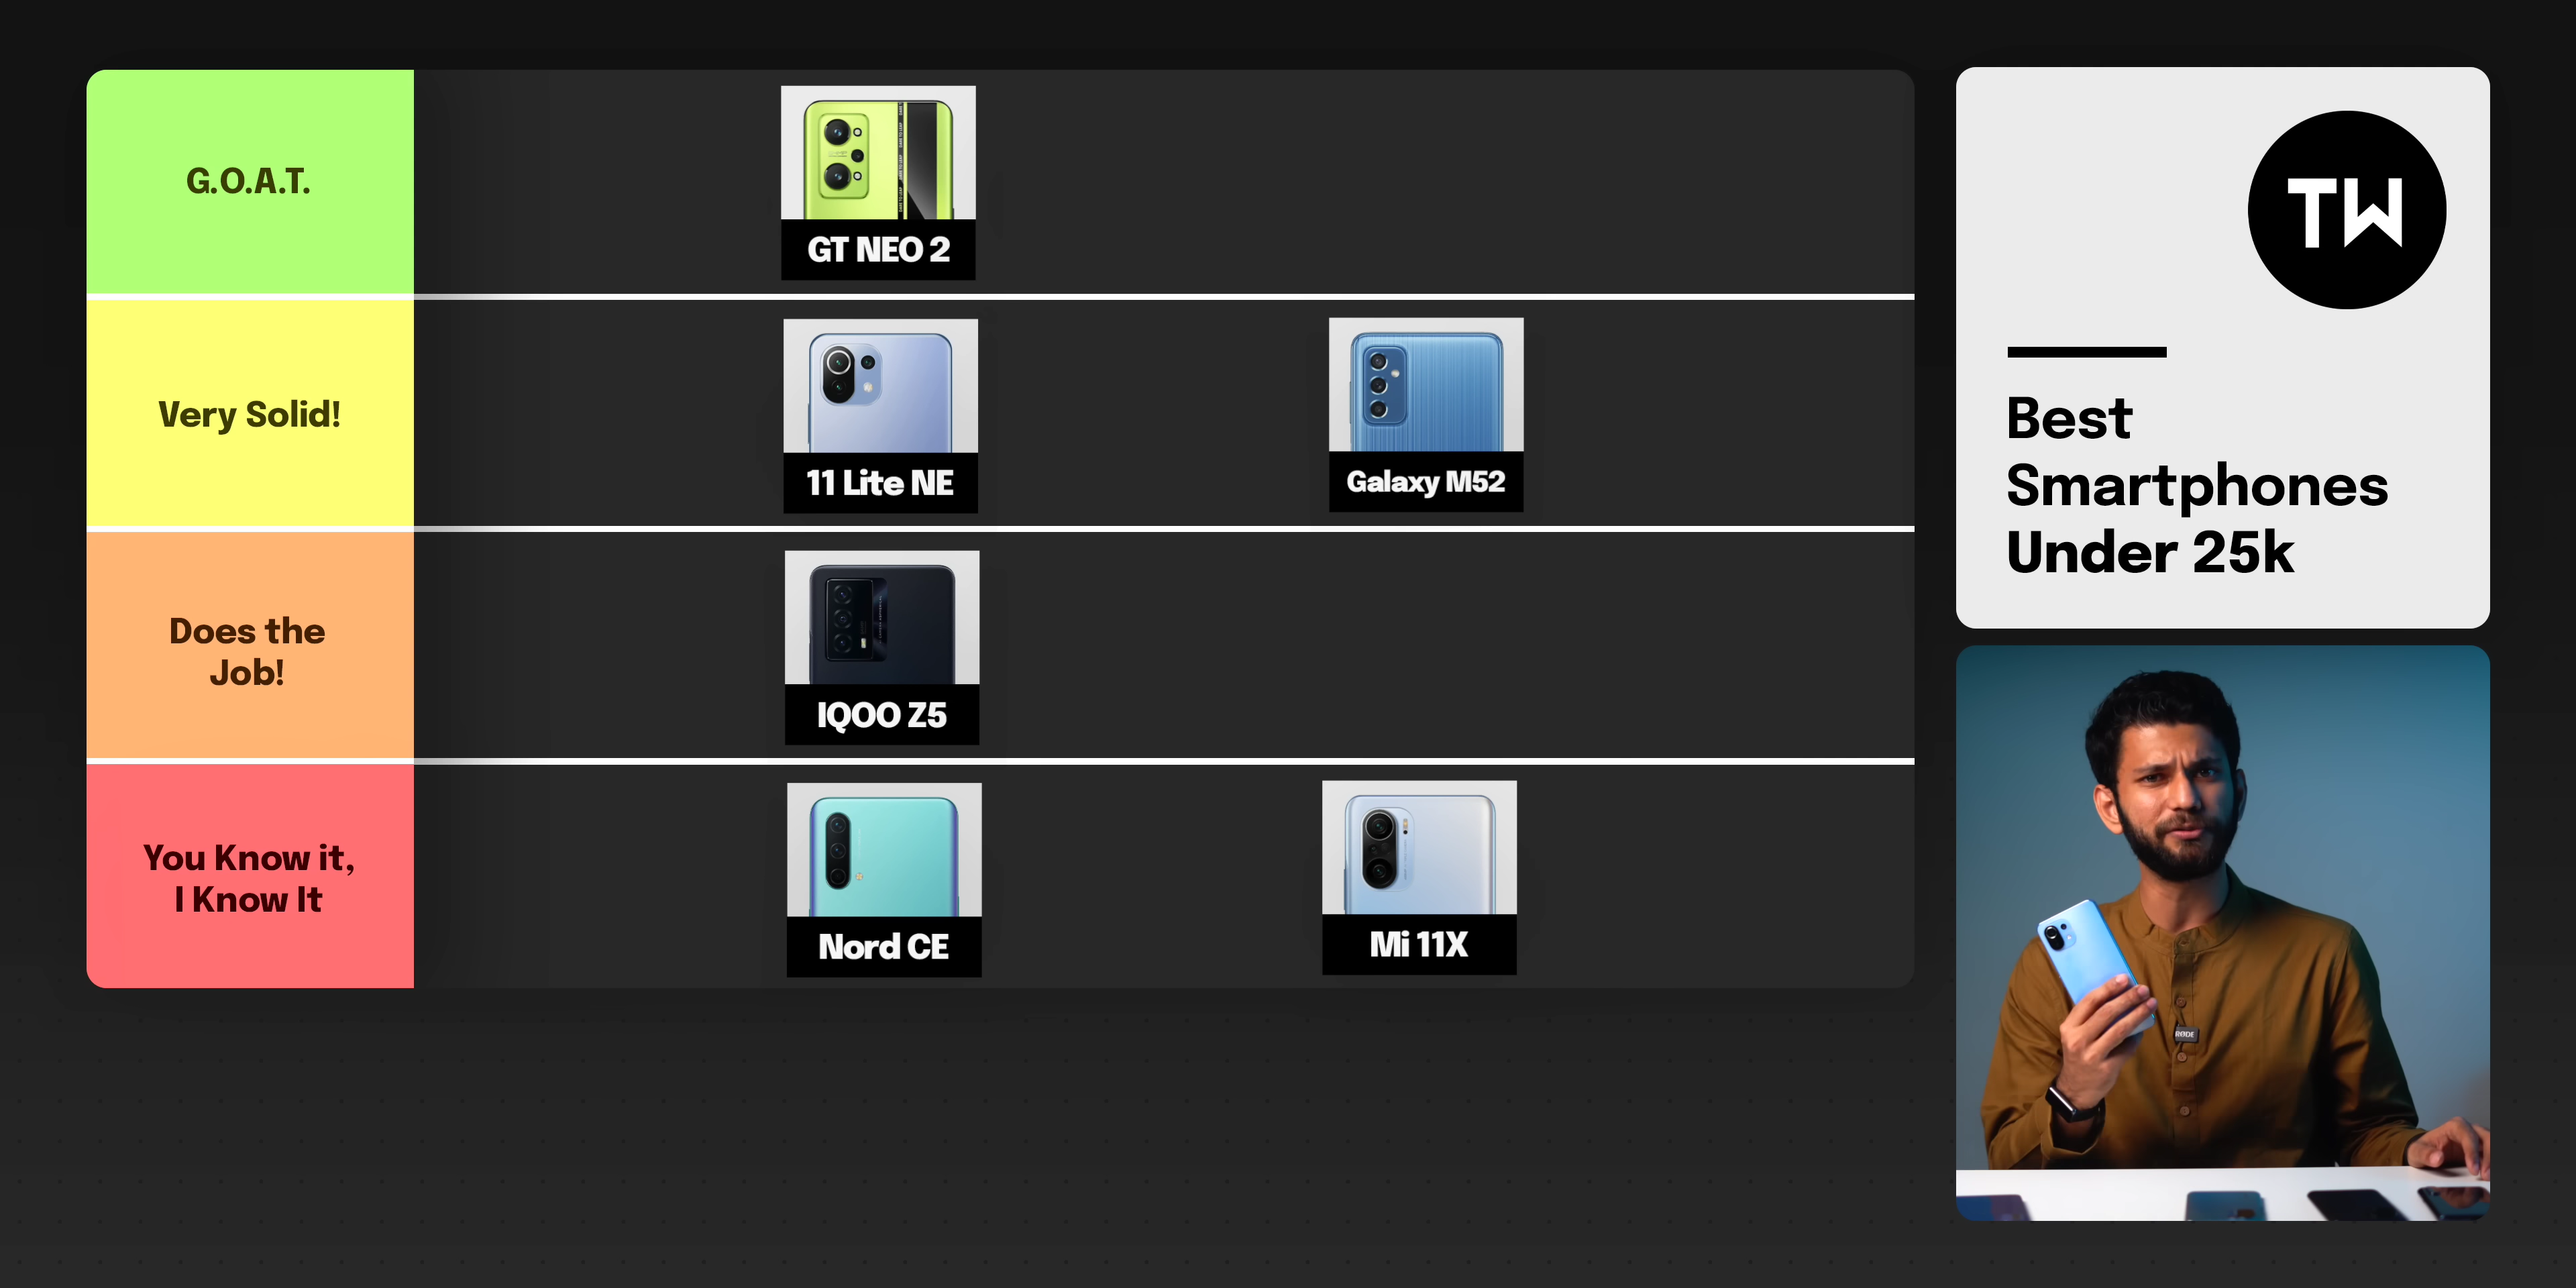 G.O.A.T.
GT NEO 2
Very Solid!
11 Lite NE
Galaxy M52
Does the
Job!
IQOO Z5
You Know it,
I Know It
Nord CE
Mi 11X
TW
Best
Smartphones
Under 25k
RØDE